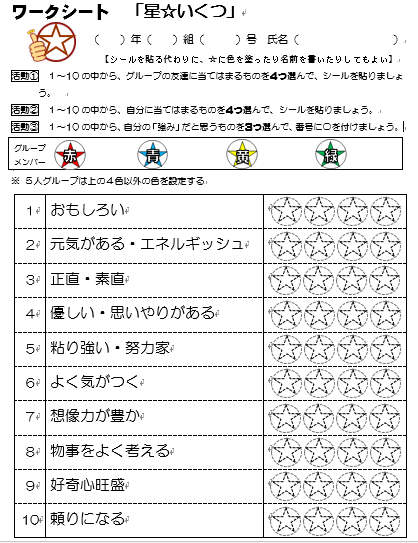 ワークシート 「星☆いくつ」
(　　)年(　　)組(　　)号 氏名(　　　　　　　)
【シールを貼る代わりに、☆に色を塗ったり名前を書いたりしてもよい】
活動① 1～10の中から、グループの友達に当てはまるものを4つ選んで、シールを貼りましょ
う。
活動② 1～10の中から、自分に当てはまるものを4つ選んで、シールを貼りましょう。
活動③ 1～10の中から、自分の「強み」だと思うものを3つ選んで、番号に○を付けましょう。
グループ
メンバー
赤 青 黄 緑
※ 5人グループは上の4色以外の色を設定する
1 おもしろい
2 元気がある・エネルギッシュ
3 正直・素直
4 優しい・思いやりがある
5 粘り強い・努力家
6 よく気がつく
7 想像力が豊か
8 物事をよく考える
9 好奇心旺盛
10 頼りになる